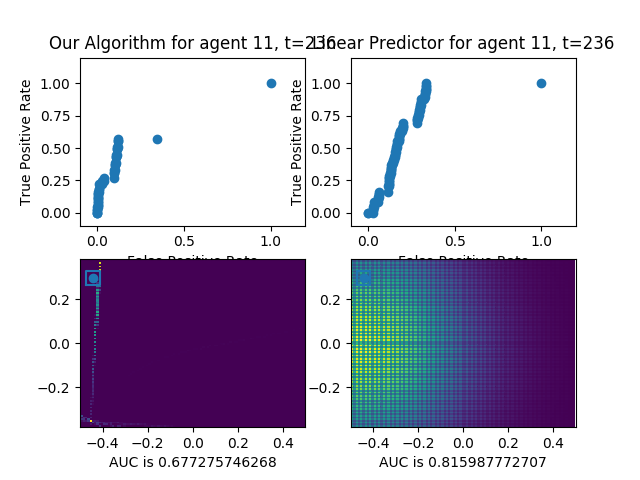 Our Algorithm for agent 11, t=236
Linear Predictor for agent 11, t=236
True Positive Rate
1.00
0.75
0.50
0.25
0.00
0.0 0.5 1.0
False Positive Rate
True Positive Rate
1.00
0.75
0.50
0.25
0.00
0.0 0.5 1.0
False Positive Rate
0.2
0.0
−0.2
−0.4 −0.2 0.0 0.2 0.4
AUC is 0.677275746268
0.2
0.0
−0.2
−0.4 −0.2 0.0 0.2 0.4
AUC is 0.815987772707